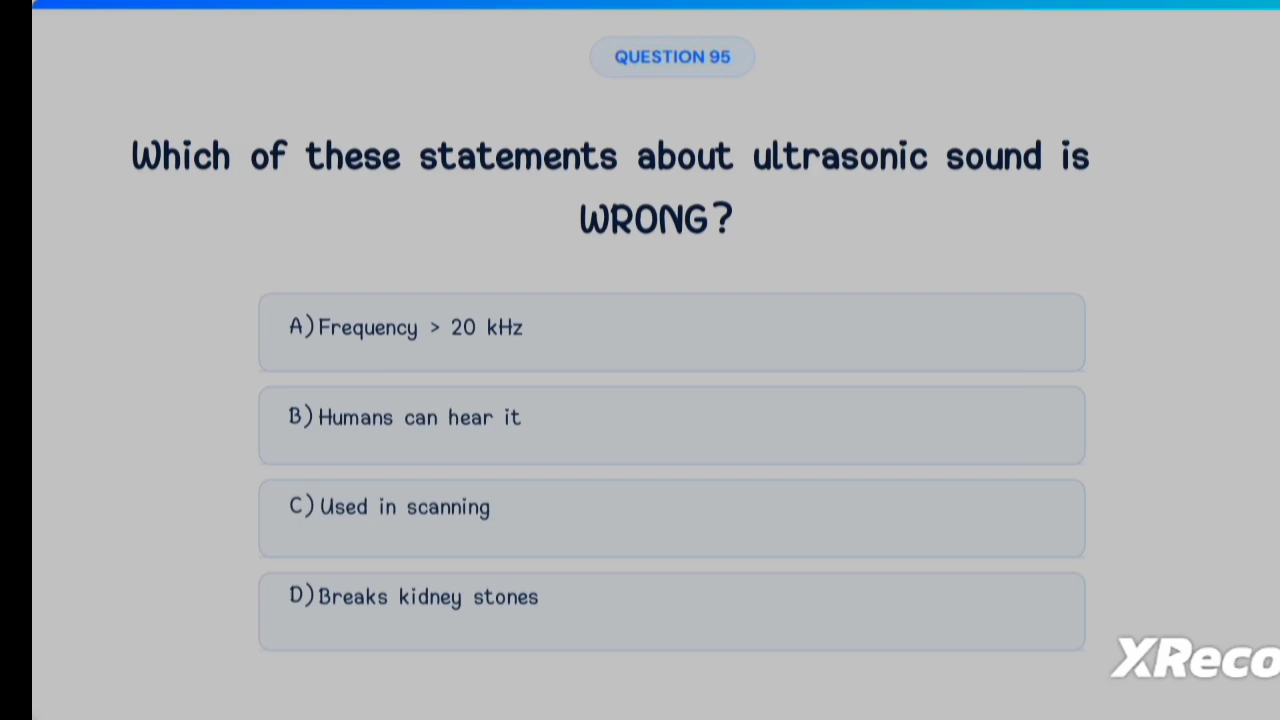 QUESTION 95
Which of these statements about ultrasonic sound is
WRONG?
A)Frequency > 20 kHz
B)Humans can hear it
C)Used in scanning
D)Breaks kidney stones
XReco